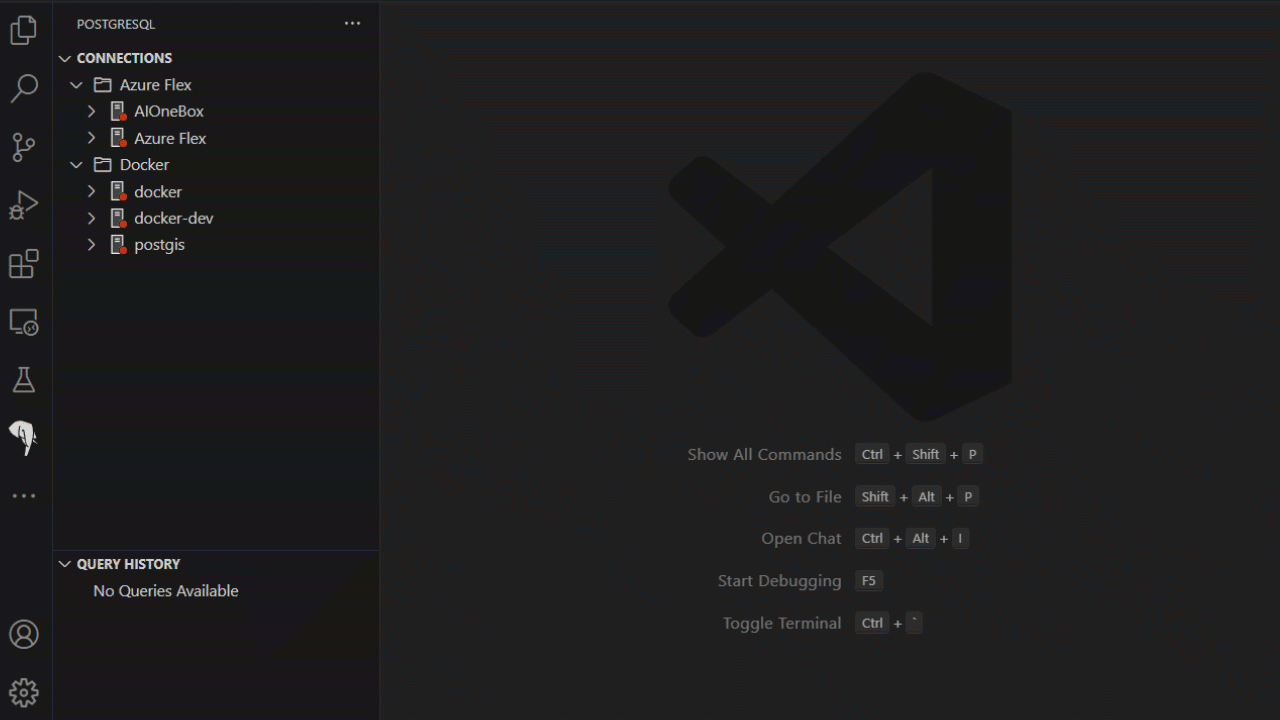 POSTGRESQL
CONNECTIONS
Azure Flex
AIOneBox
Azure Flex
Docker
docker
docker-dev
postgis
QUERY HISTORY
No Queries Available
Show All Commands Ctrl + Shift + P
Go to File Shift + Alt + P
Open Chat Ctrl + Alt + I
Start Debugging F5
Toggle Terminal Ctrl + `